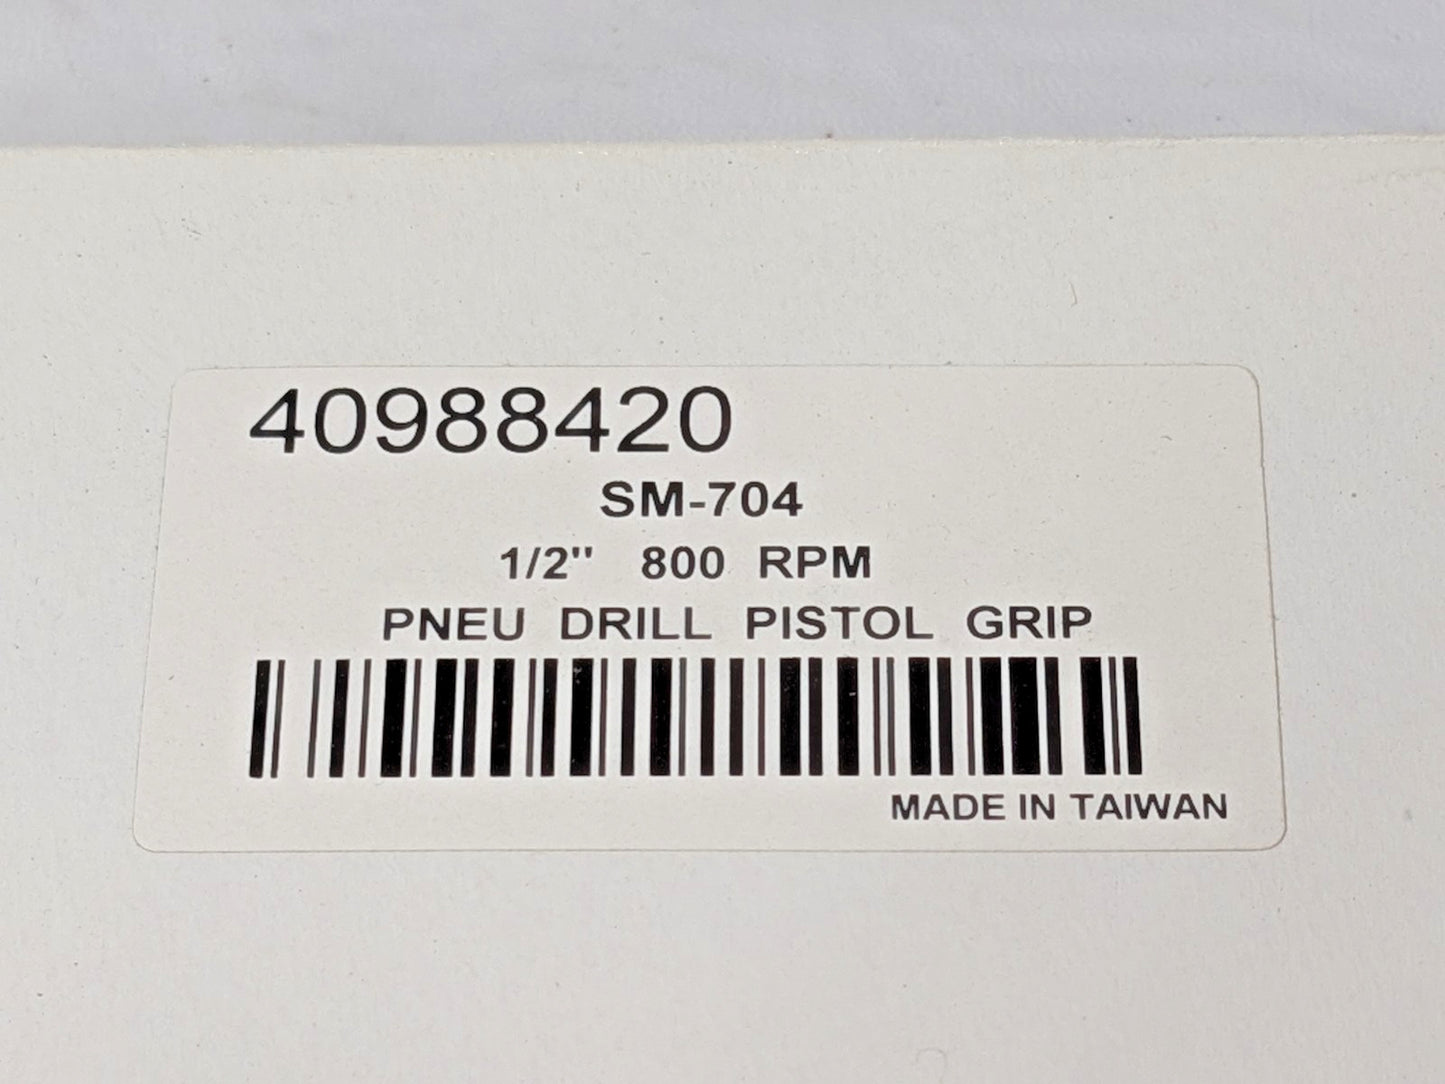 40988420
SM-704
1/2" 800 RPM
PNEU DRILL PISTOL GRIP
MADE IN TAIWAN